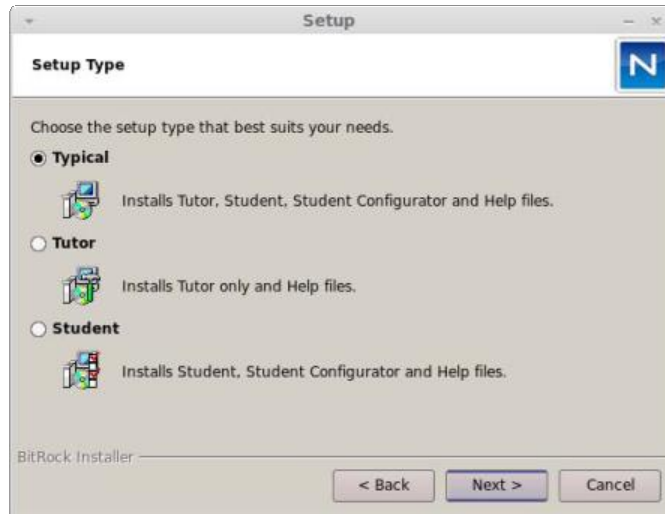 Setup
Setup Type
N
Choose the setup type that best suits your needs.
Typical
Installs Tutor, Student, Student Configurator and Help files.
Tutor
Installs Tutor only and Help files.
Student
Installs Student, Student Configurator and Help files.
BitRock Installer
< Back Next > Cancel